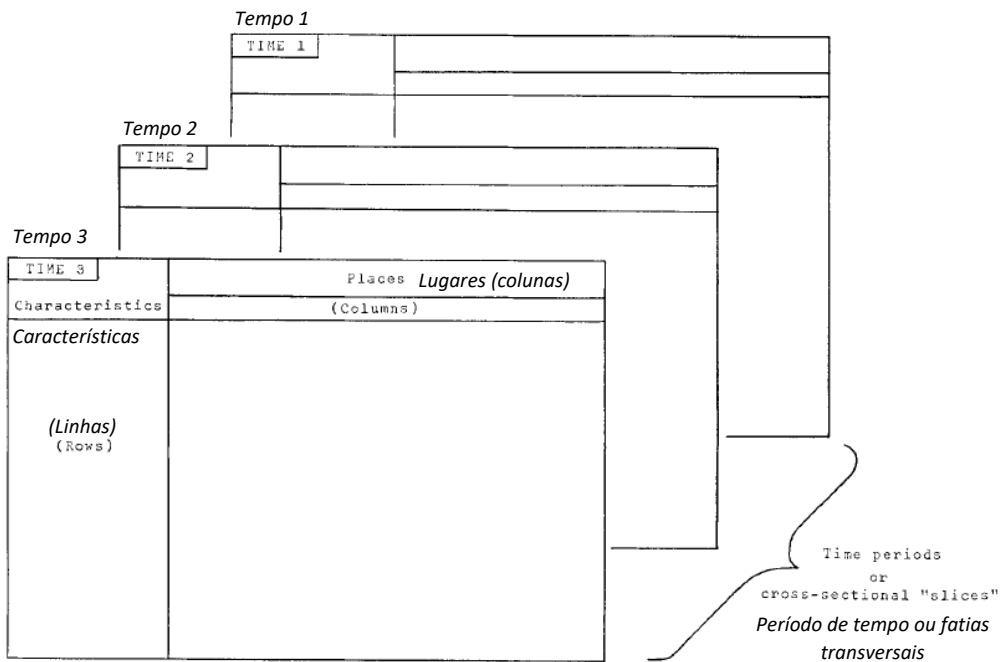 Tempo 1
TIME 1
Tempo 2
TIME 2
Tempo 3
TIME 3
Places Lugares (colunas)
Characteristics
(Columns)
Características
(Linhas)
(Rows)
Time periods
or
cross-sectional "slices"
Período de tempo ou fatias
transversais